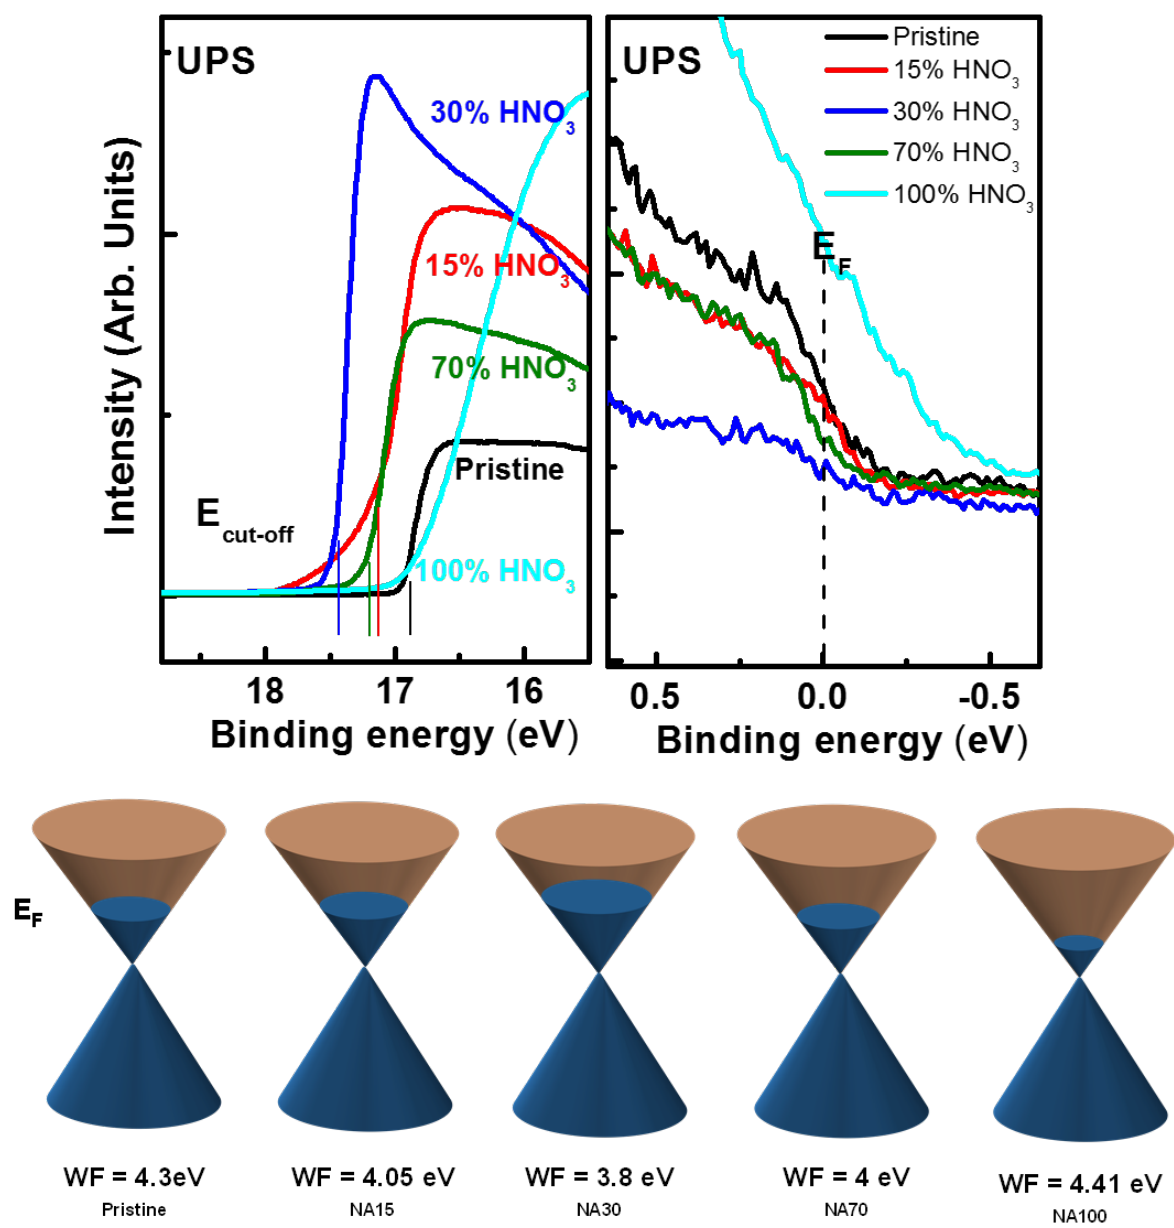 UPS
30% HNO3
15% HNO3
70% HNO3
Pristine
100% HNO3
Ecut-off
Intensity (Arb. Units)
18 17 16
Binding energy (eV)
UPS
Pristine
15% HNO3
30% HNO3
70% HNO3
100% HNO3
EF
0.5 0.0 -0.5
Binding energy (eV)
EF
WF = 4.3eV
Pristine
WF = 4.05 eV
NA15
WF = 3.8 eV
NA30
WF = 4 eV
NA70
WF = 4.41 eV
NA100